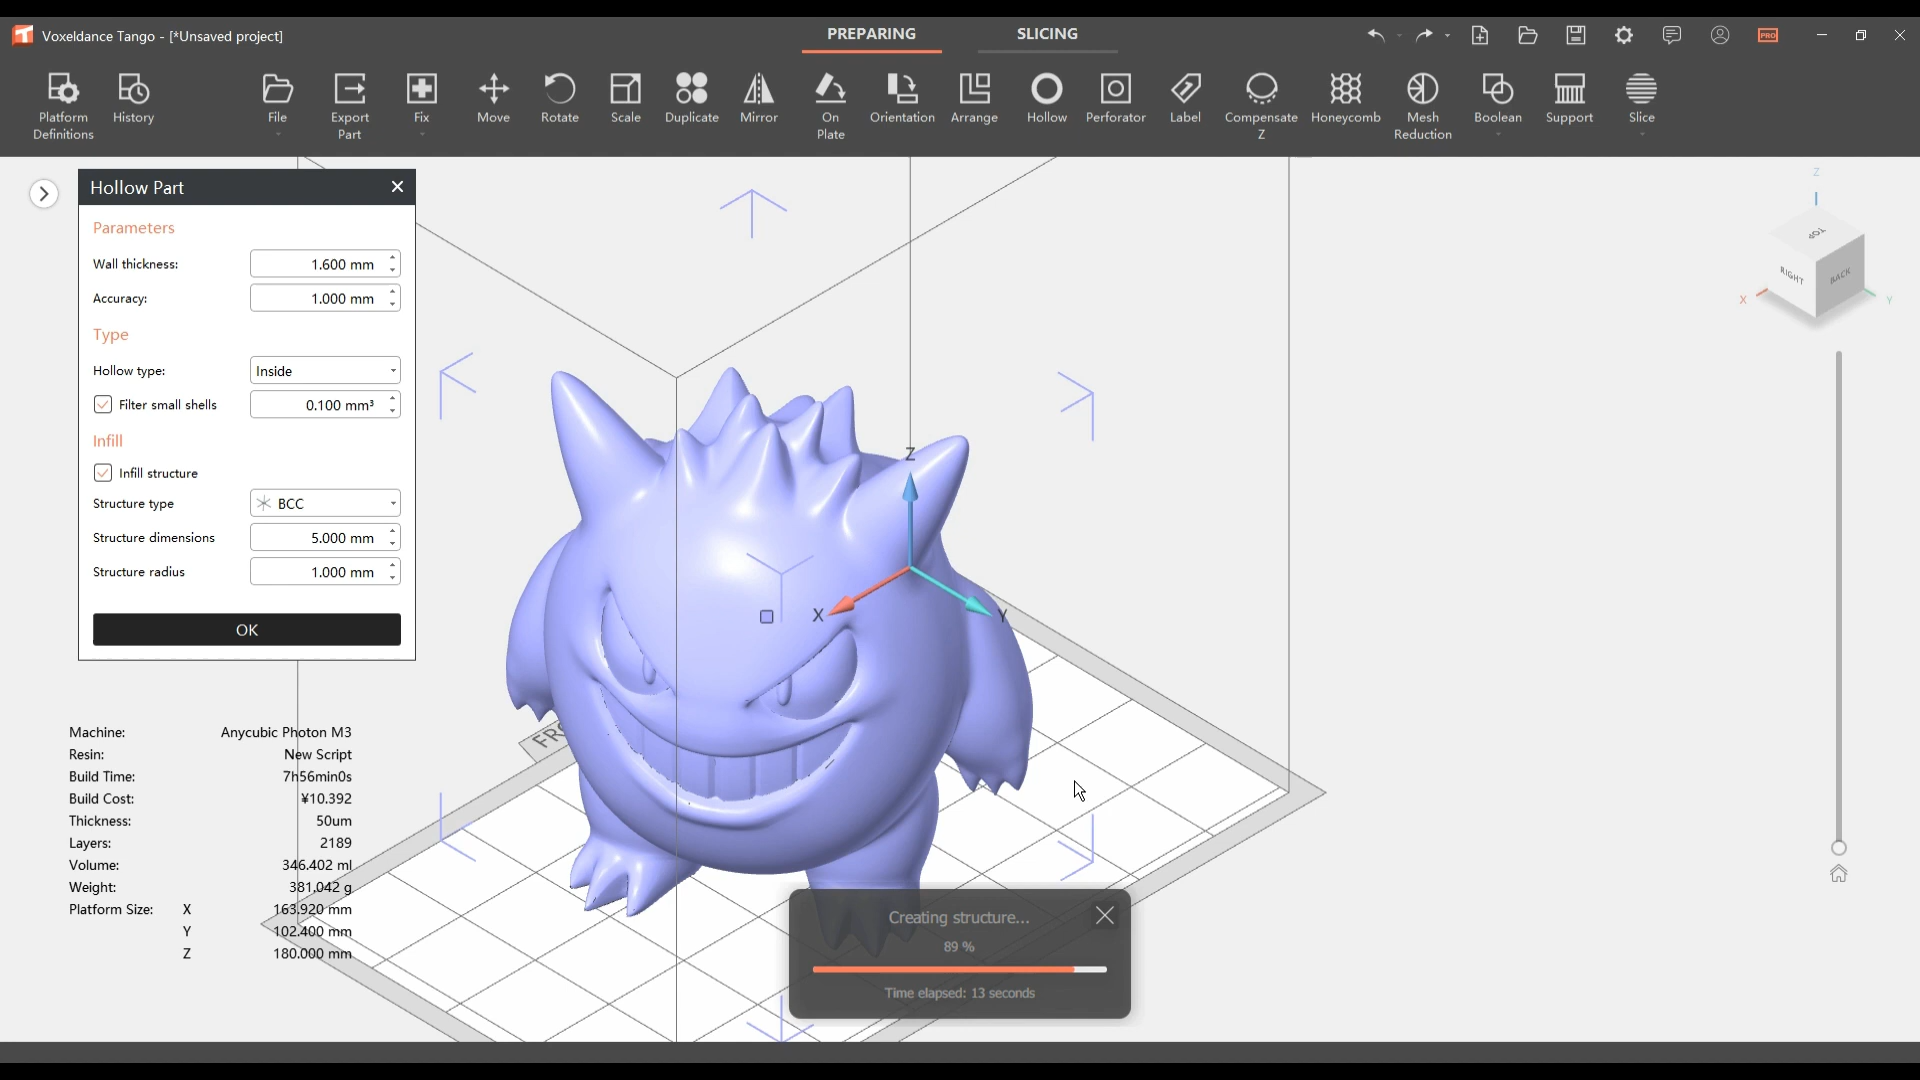 Voxeldance Tango - [*Unsaved project]
PREPARING
SLICING
PRO
Platform Definitions
History
File
Export Part
Fix
Move
Rotate
Scale
Duplicate
Mirror
On Plate
Orientation
Arrange
Hollow
Perforator
Label
Compensate Z
Honeycomb
Mesh Reduction
Boolean
Support
Slice
Hollow Part
Parameters
Wall thickness: 1.600 mm
Accuracy: 1.000 mm
Type
Hollow type: Inside
Filter small shells 0.100 mm³
Infill
Infill structure
Structure type BCC
Structure dimensions 5.000 mm
Structure radius 1.000 mm
OK
Z
TOP
RIGHT
BACK
X
Y
Z
X
Y
Machine: Anycubic Photon M3
Resin: New Script
Build Time: 7h56min0s
Build Cost: ¥10.392
Thickness: 50um
Layers: 2189
Volume: 346.402 ml
Weight: 381.042 g
Platform Size: X 163.920 mm
Y 102.400 mm
Z 180.000 mm
Creating structure...
89 %
Time elapsed: 13 seconds